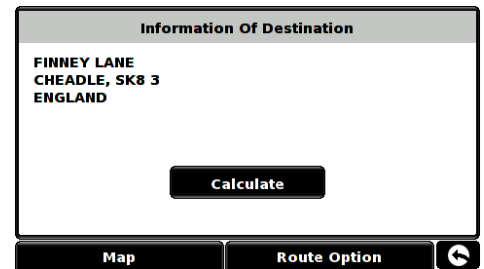 Information Of Destination
FINNEY LANE
CHEADLE, SK8 3
ENGLAND
Calculate
Map
Route Option